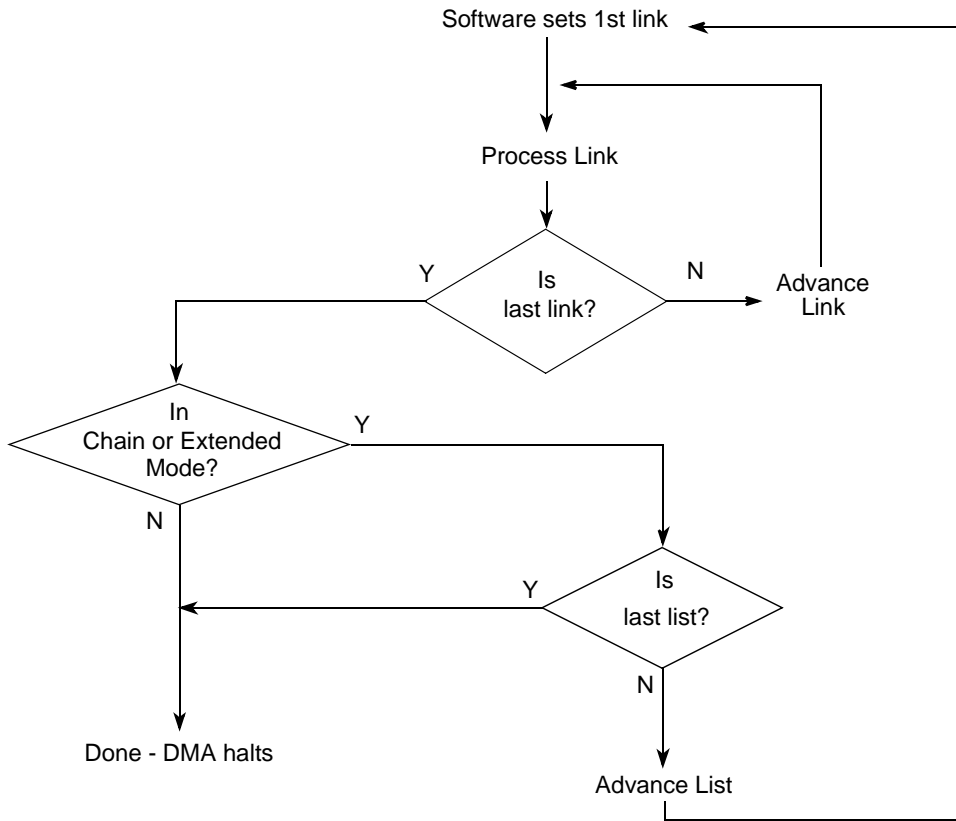 Software sets 1st link
Process Link
Is
last link?
Y
N
Advance
Link
In
Chain or Extended
Mode?
Y
N
Is
last list?
Y
N
Done - DMA halts
Advance List